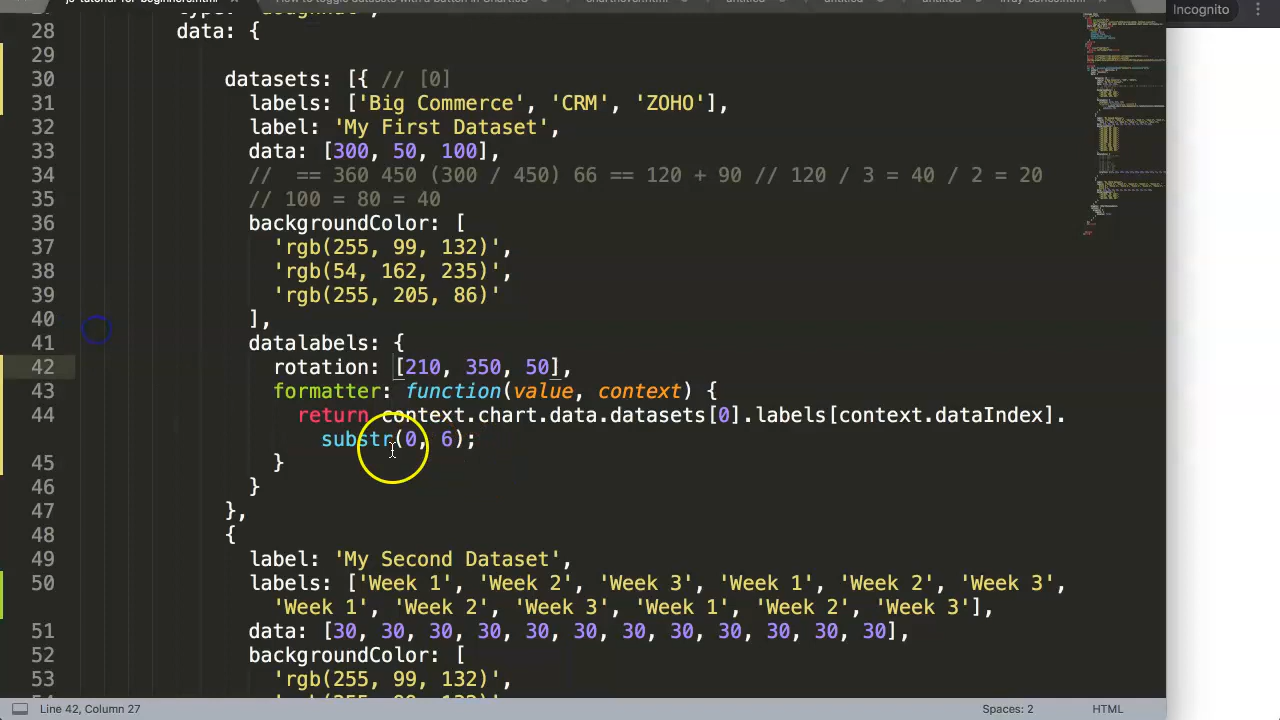 Incognito
28 data: {
29
30 datasets: [{ // [0]
31 labels: ['Big Commerce', 'CRM', 'ZOHO'],
32 label: 'My First Dataset',
33 data: [300, 50, 100],
34 //  == 360 450 (300 / 450) 66 == 120 + 90 // 120 / 3 = 40 / 2 = 20
35 // 100 = 80 = 40
36 backgroundColor: [
37 'rgb(255, 99, 132)',
38 'rgb(54, 162, 235)',
39 'rgb(255, 205, 86)'
40 ],
41 datalabels: {
42 rotation: [210, 350, 50],
43 formatter: function(value, context) {
44 return context.chart.data.datasets[0].labels[context.dataIndex].
substr(0, 6);
45 }
46 }
47 },
48 {
49 label: 'My Second Dataset',
50 labels: ['Week 1', 'Week 2', 'Week 3', 'Week 1', 'Week 2', 'Week 3',
'Week 1', 'Week 2', 'Week 3', 'Week 1', 'Week 2', 'Week 3'],
51 data: [30, 30, 30, 30, 30, 30, 30, 30, 30, 30, 30, 30],
52 backgroundColor: [
53 'rgb(255, 99, 132)',
Line 42, Column 27
Spaces: 2
HTML